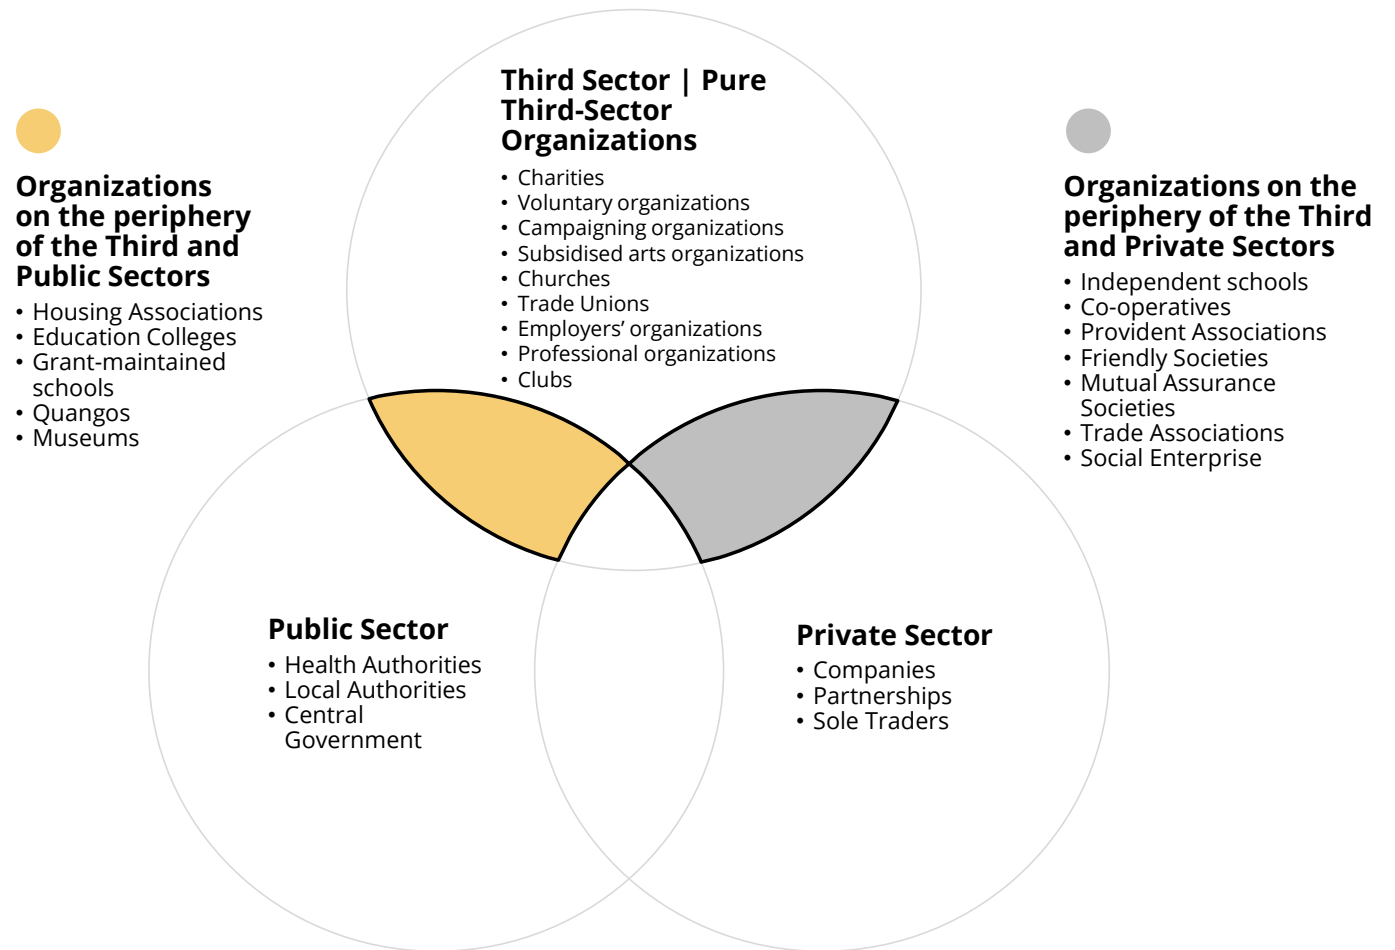 Third Sector | Pure
Third-Sector
Organizations
• Charities
• Voluntary organizations
• Campaigning organizations
• Subsidised arts organizations
• Churches
• Trade Unions
• Employers’ organizations
• Professional organizations
• Clubs
Organizations
on the periphery
of the Third and
Public Sectors
• Housing Associations
• Education Colleges
• Grant-maintained
schools
• Quangos
• Museums
Organizations on the
periphery of the Third
and Private Sectors
• Independent schools
• Co-operatives
• Provident Associations
• Friendly Societies
• Mutual Assurance
Societies
• Trade Associations
• Social Enterprise
Public Sector
• Health Authorities
• Local Authorities
• Central
Government
Private Sector
• Companies
• Partnerships
• Sole Traders